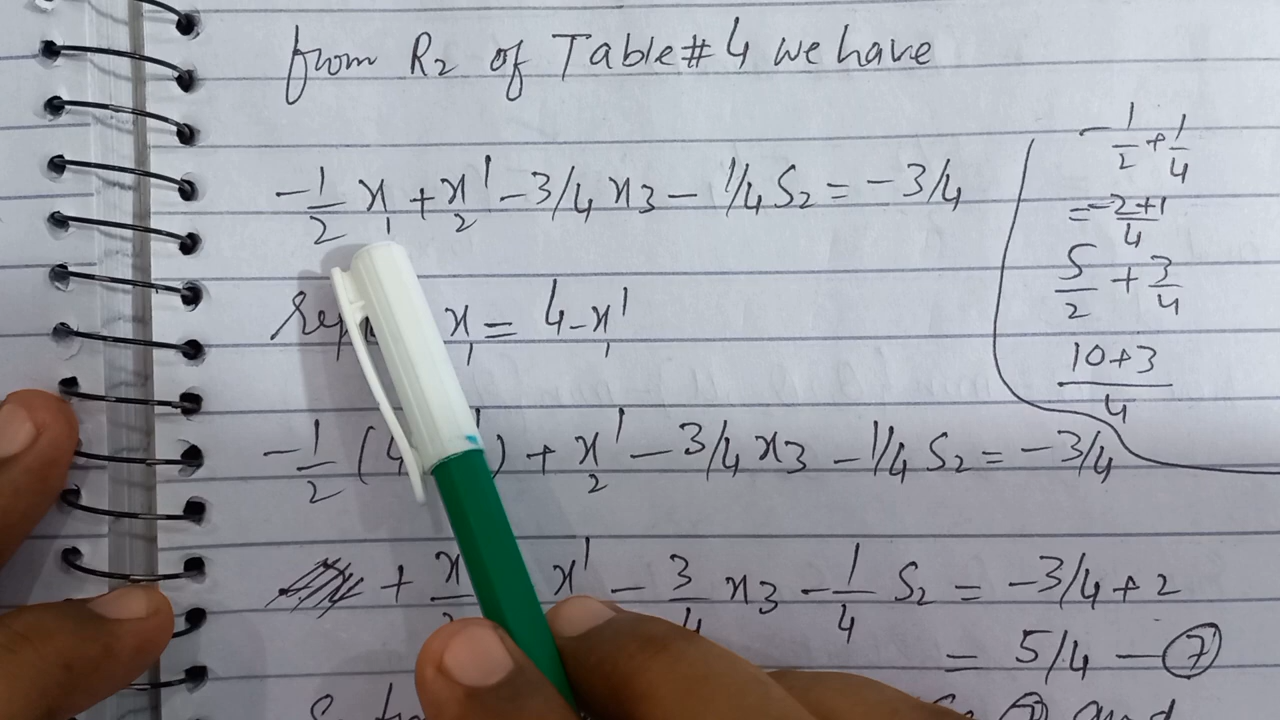 from R₂ of Table # 4 we have
-1/2 x₁ + x₂' - 3/4 x3 - 1/4 S₂ = -3/4
x₁ = 4 - x₁'
-1/2 (4 ) + x₂' - 3/4 x3 - 1/4 S₂ = -3/4
+ x x' - 3/4 x3 - 1/4 S₂ = -3/4 + 2
= 5/4 - ⑦
⑦ and
-1/2 + 1/4
= -2+1/4
5/2 + 3/4
10+3/4